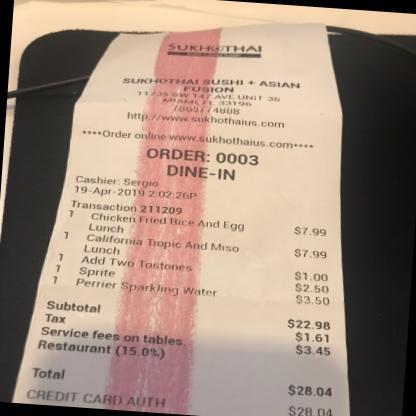 SUKHOTHAI
SUKHOTHAI SUSHI + ASIAN
FUSION
11735 SW 147 AVE UNIT 36
MIAMI, FL 33196
7865774888
http://www.sukhothaius.com
****Order online www.sukhothaius.com****
ORDER: 0003
DINE-IN
Cashier: Sergio
19-Apr-2019 2:02:26P
Transaction 211209
1 Chicken Fried Rice And Egg Lunch $7.99
1 California Tropic And Miso Lunch $7.99
1 Add Two Tostones $1.00
1 Sprite $2.50
1 Perrier Sparkling Water $3.50
Subtotal $22.98
Tax $1.61
Service fees on tables $3.45
Restaurant (15.0%)
Total $28.04
CREDIT CARD AUTH $28.04